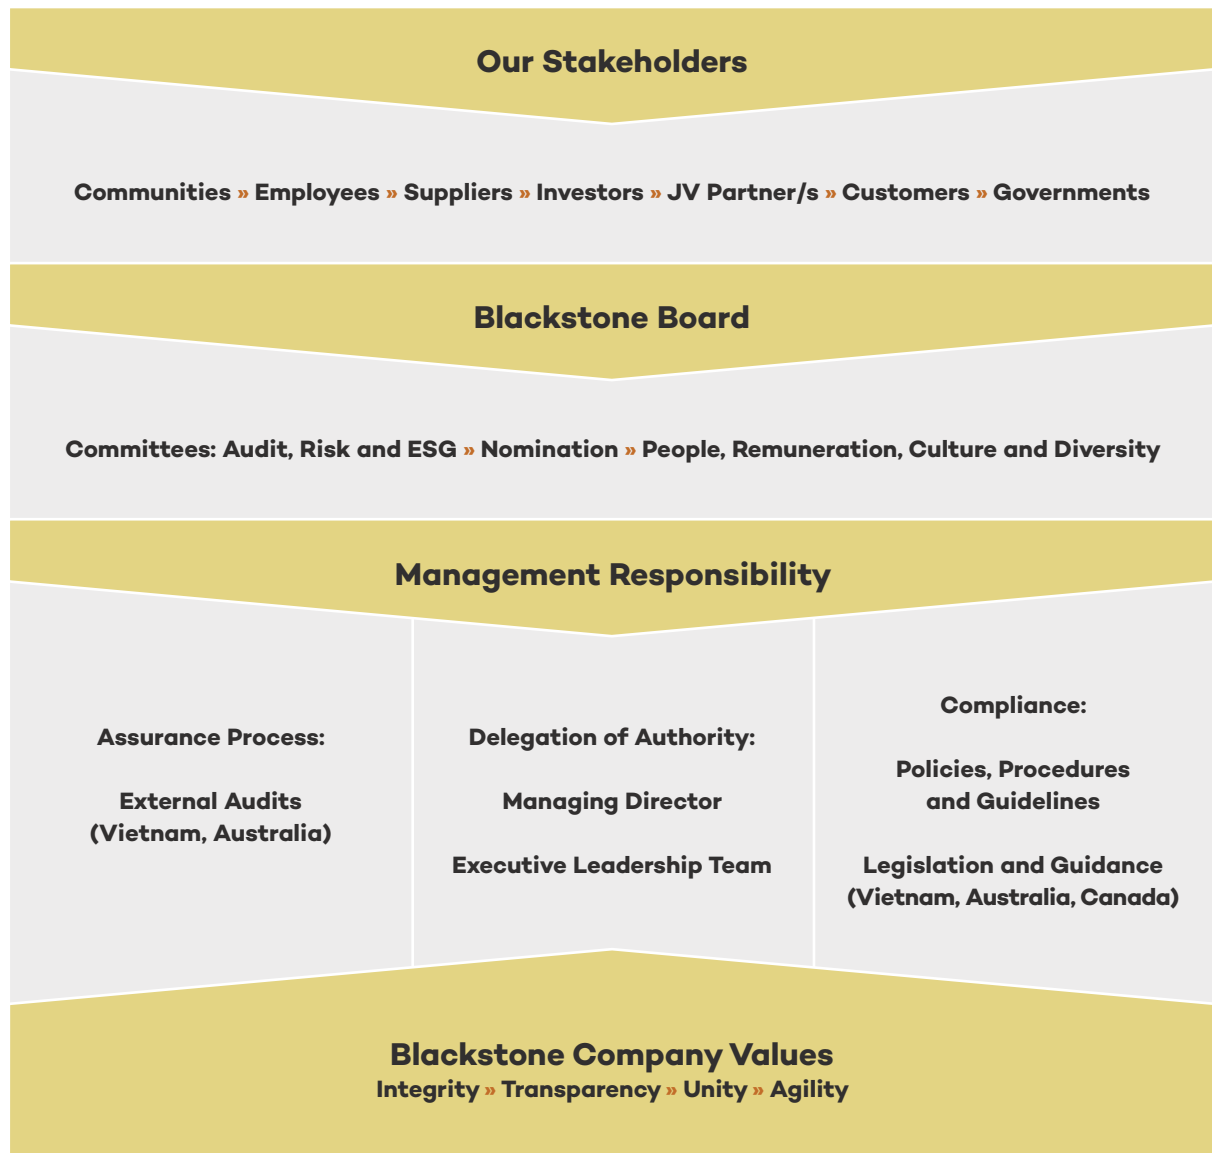 Our Stakeholders
Communities » Employees » Suppliers » Investors » JV Partner/s » Customers » Governments
Blackstone Board
Committees: Audit, Risk and ESG » Nomination » People, Remuneration, Culture and Diversity
Management Responsibility
Assurance Process:
External Audits
(Vietnam, Australia)
Delegation of Authority:
Managing Director
Executive Leadership Team
Compliance:
Policies, Procedures
and Guidelines
Legislation and Guidance
(Vietnam, Australia, Canada)
Blackstone Company Values
Integrity » Transparency » Unity » Agility